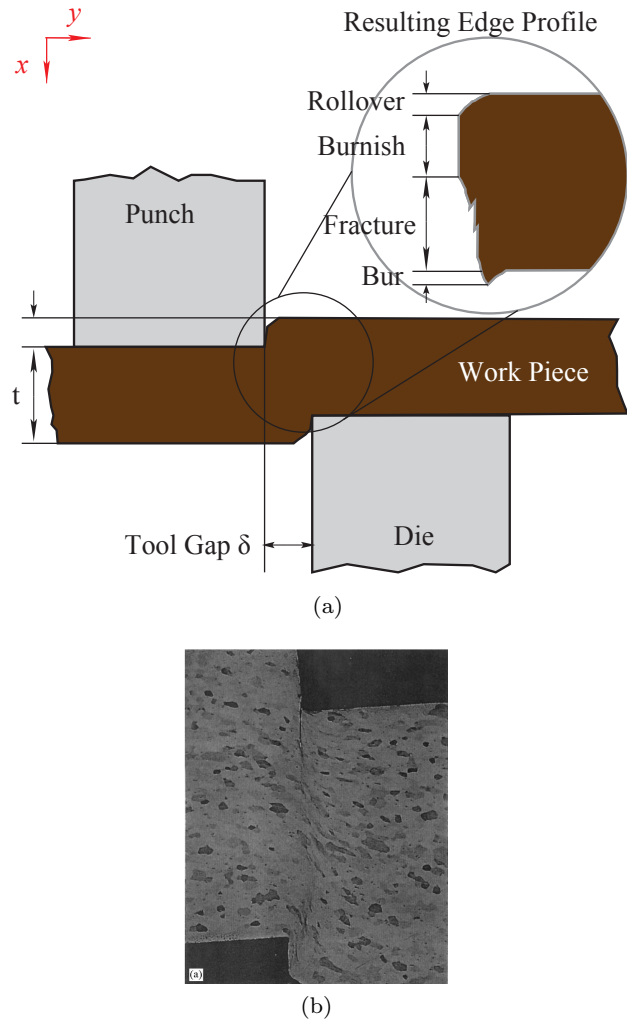 y
x
Resulting Edge Profile
Rollover
Burnish
Fracture
Bur
Punch
t
Work Piece
Tool Gap δ
Die
(a)
(a)
(b)